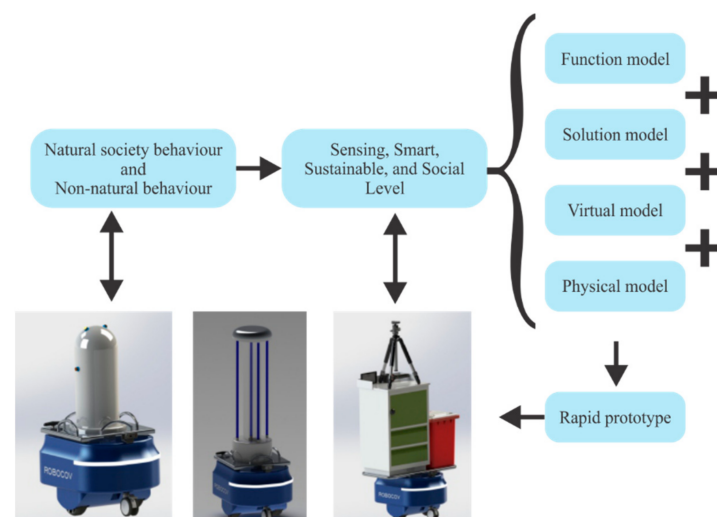 Function model
Natural society behaviour
and
Non-natural behaviour
Sensing, Smart,
Sustainable, and Social
Level
Solution model
Virtual model
Physical model
Rapid prototype
ROBOCOV
ROBOCOV
ROBOCOV